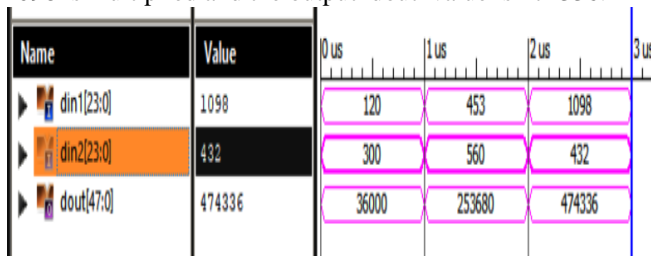 Name Value 0 us 1 us 2 us 3 us
din1[23:0] 1098 120 453 1098
din2[23:0] 432 300 560 432
dout[47:0] 474336 36000 253680 474336